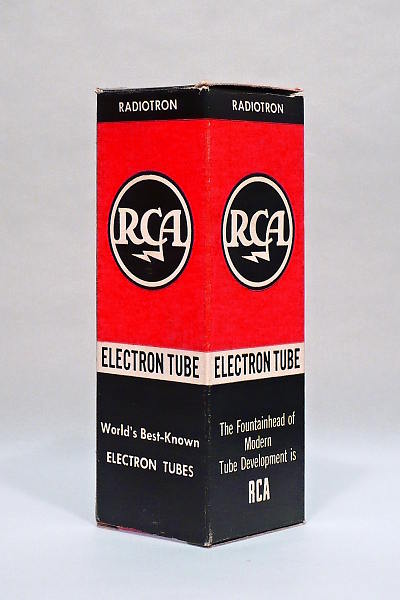 RADIOTRON
RCA
ELECTRON TUBE
World's Best-Known
ELECTRON TUBES
RADIOTRON
RCA
ELECTRON TUBE
The Fountainhead of
Modern
Tube Development is
RCA